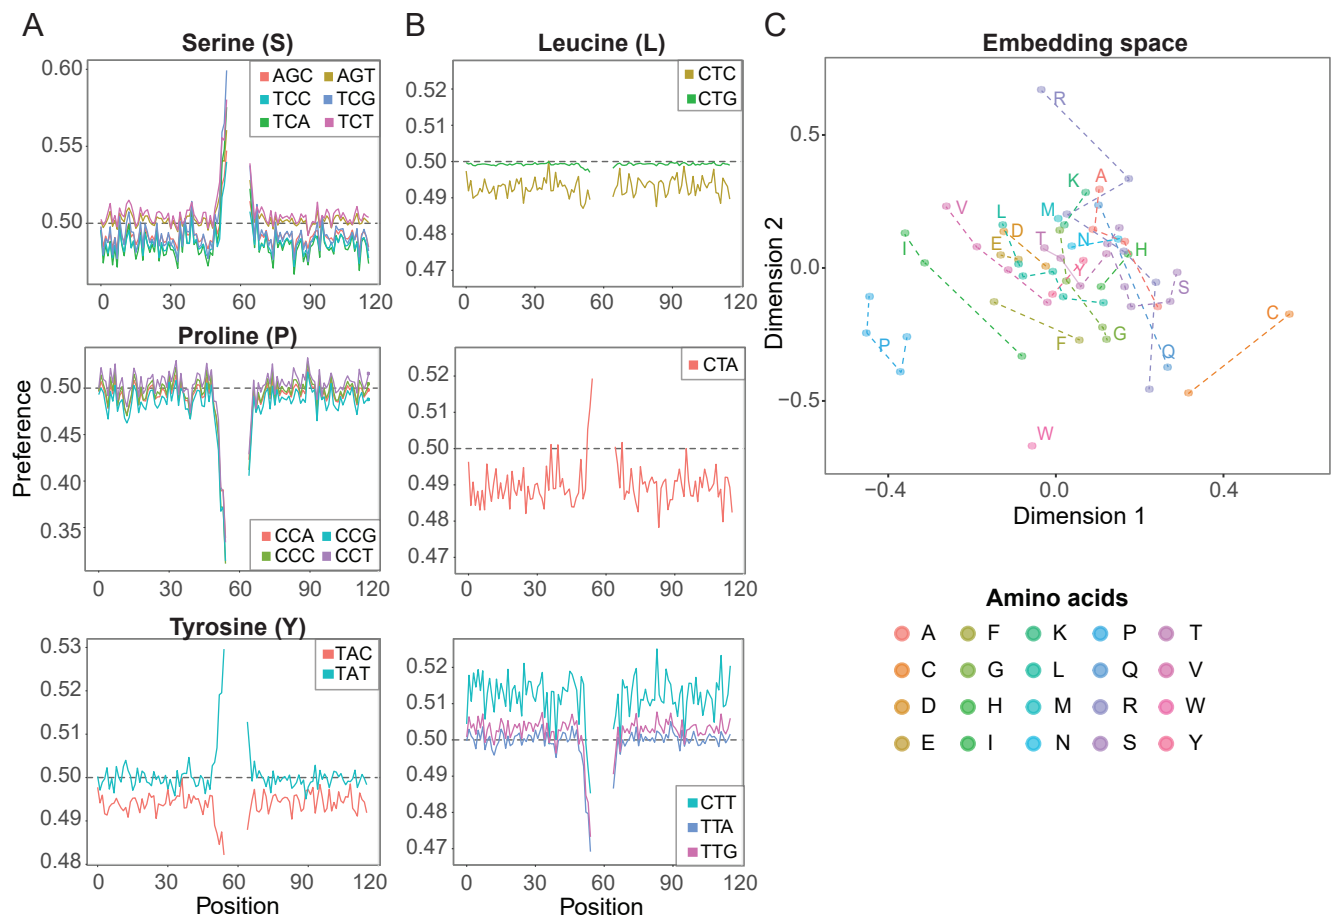 A
B
C
Serine (S)
Leucine (L)
Embedding space
0.60
0.55
0.50
AGC AGT
TCC TCG
TCA TCT
0 30 60 90 120
0.52
0.51
0.50
0.49
0.48
0.47
CTC
CTG
0 30 60 90 120
Proline (P)
0.50
0.45
0.40
0.35
CCA CCG
CCC CCT
0 30 60 90 120
Preference
0.52
0.51
0.50
0.49
0.48
0.47
CTA
0 30 60 90 120
Tyrosine (Y)
0.53
0.52
0.51
0.50
0.49
0.48
TAC
TAT
0 30 60 90 120
Position
0.52
0.51
0.50
0.49
0.48
0.47
CTT
TTA
TTG
0 30 60 90 120
Position
Dimension 2
0.5
0.0
−0.5
R
A
K
V
M
L
D
I
E
T
N
H
Y
S
C
P
F
G
Q
W
−0.4 0.0 0.4
Dimension 1
Amino acids
A F K P T
C G L Q V
D H M R W
E I N S Y